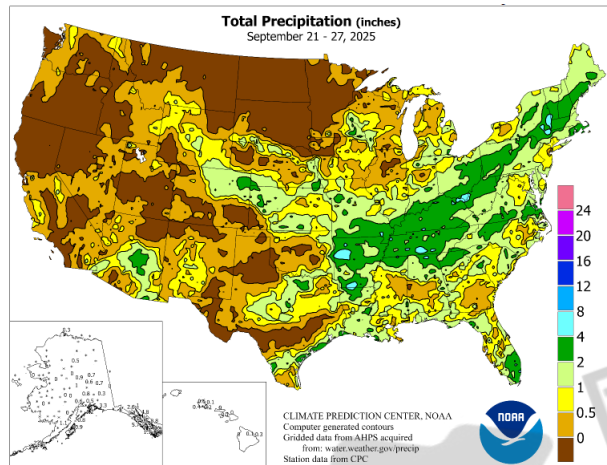 Total Precipitation (inches)
September 21 - 27, 2025
24
20
16
12
8
4
2
1
0.5
0
CLIMATE PREDICTION CENTER, NOAA
Computer generated contours
Gridded data from AHPS acquired
from: water.weather.gov/precip
Station data from CPC
NOAA